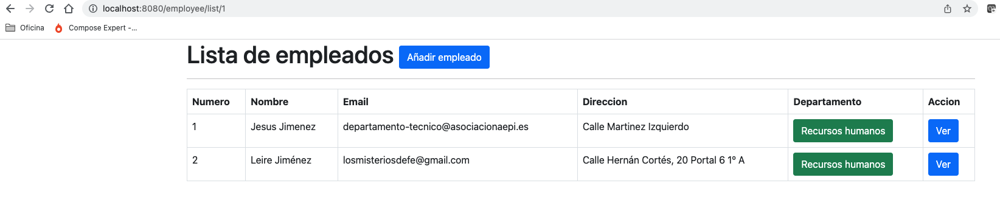 localhost:8080/employee/list/1
Oficina Compose Expert -...
Lista de empleados Añadir empleado
Numero Nombre Email Direccion Departamento Accion
1 Jesus Jimenez departamento-tecnico@asociacionaepi.es Calle Martinez Izquierdo Recursos humanos Ver
2 Leire Jiménez losmisteriosdefe@gmail.com Calle Hernán Cortés, 20 Portal 6 1º A Recursos humanos Ver